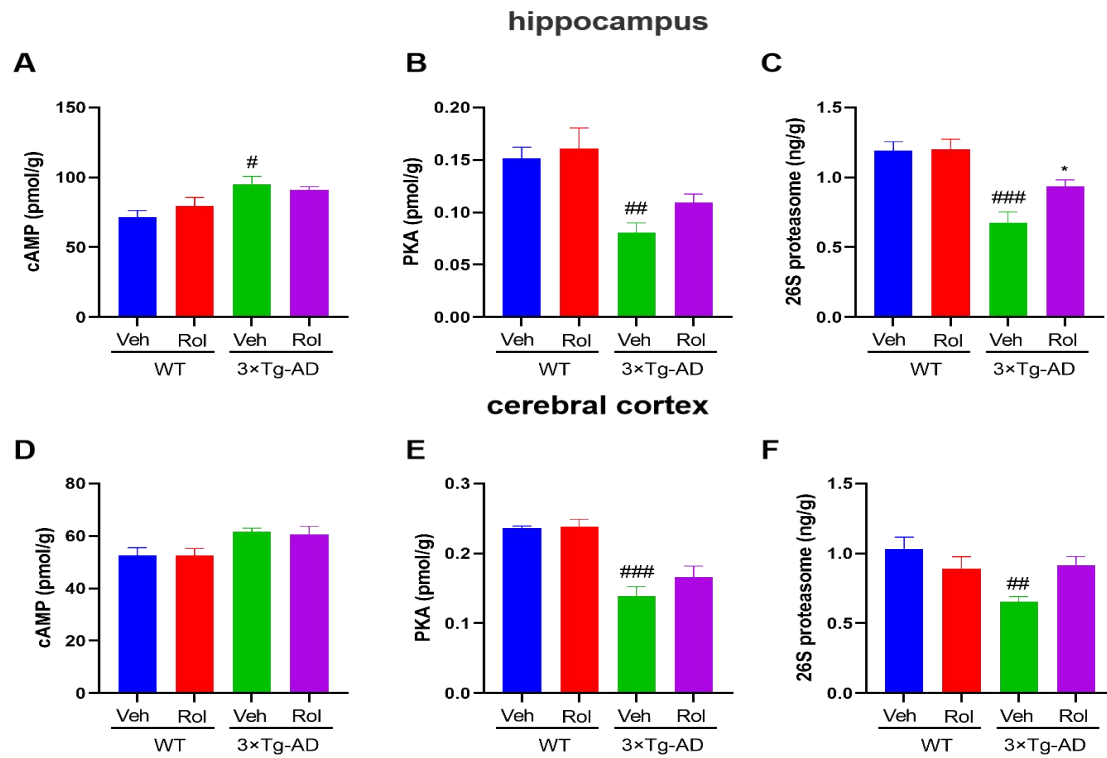 hippocampus
A
B
C
cAMP (pmol/g)
150
100
50
0
#
Veh
Rol
Veh
Rol
WT
3×Tg-AD
PKA (pmol/g)
0.20
0.15
0.10
0.05
0.00
##
Veh
Rol
Veh
Rol
WT
3×Tg-AD
26S proteasome (ng/g)
1.5
1.0
0.5
0.0
###
*
Veh
Rol
Veh
Rol
WT
3×Tg-AD
cerebral cortex
D
E
F
cAMP (pmol/g)
80
60
40
20
0
Veh
Rol
Veh
Rol
WT
3×Tg-AD
PKA (pmol/g)
0.3
0.2
0.1
0.0
###
Veh
Rol
Veh
Rol
WT
3×Tg-AD
26S proteasome (ng/g)
1.5
1.0
0.5
0.0
##
Veh
Rol
Veh
Rol
WT
3×Tg-AD